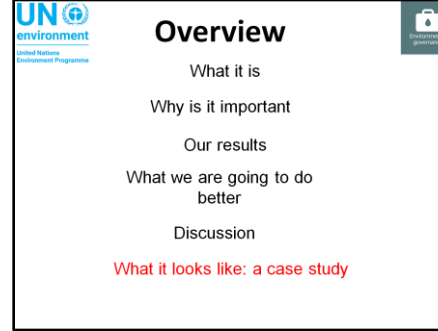 UN
environment
United Nations
Environment Programme
Overview
What it is
Why is it important
Our results
What we are going to do
better
Discussion
What it looks like: a case study